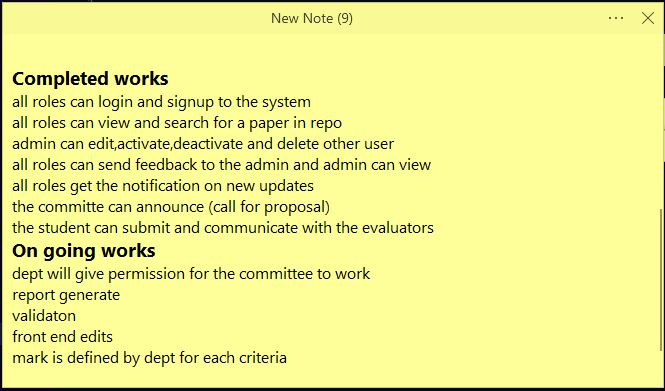 New Note (9)
Completed works
all roles can login and signup to the system
all roles can view and search for a paper in repo
admin can edit,activate,deactivate and delete other user
all roles can send feedback to the admin and admin can view
all roles get the notification on new updates
the committe can announce (call for proposal)
the student can submit and communicate with the evaluators
On going works
dept will give permission for the committee to work
report generate
validaton
front end edits
mark is defined by dept for each criteria